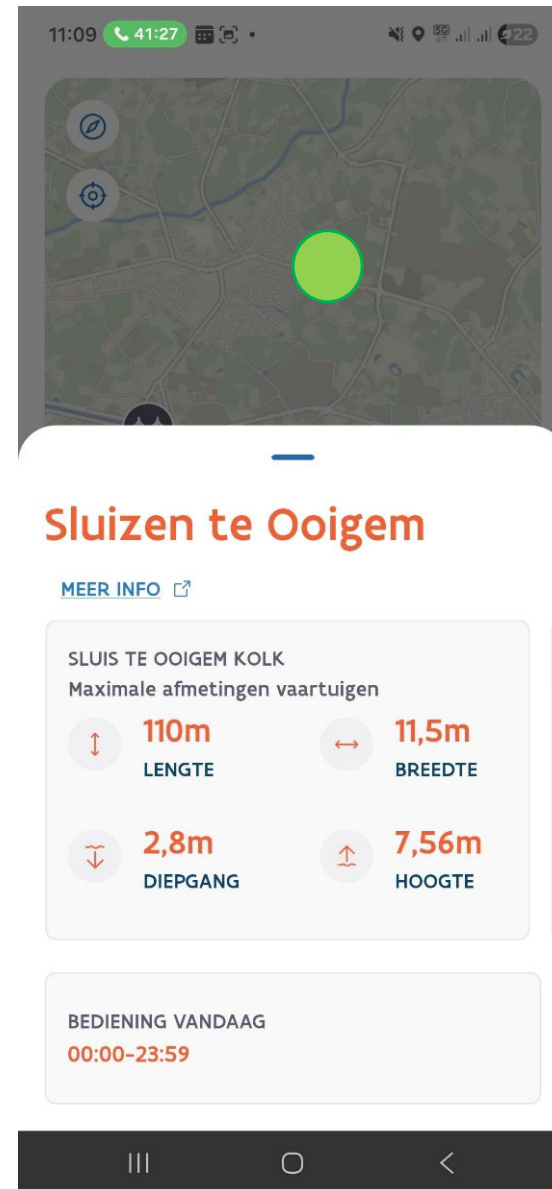 11:09 41:27 5G 22
Sluizen te Ooigem
MEER INFO
SLUIS TE OOIGEM KOLK
Maximale afmetingen vaartuigen
110m 11,5m
LENGTE BREEDTE
2,8m 7,56m
DIEPGANG HOOGTE
BEDIENING VANDAAG
00:00-23:59